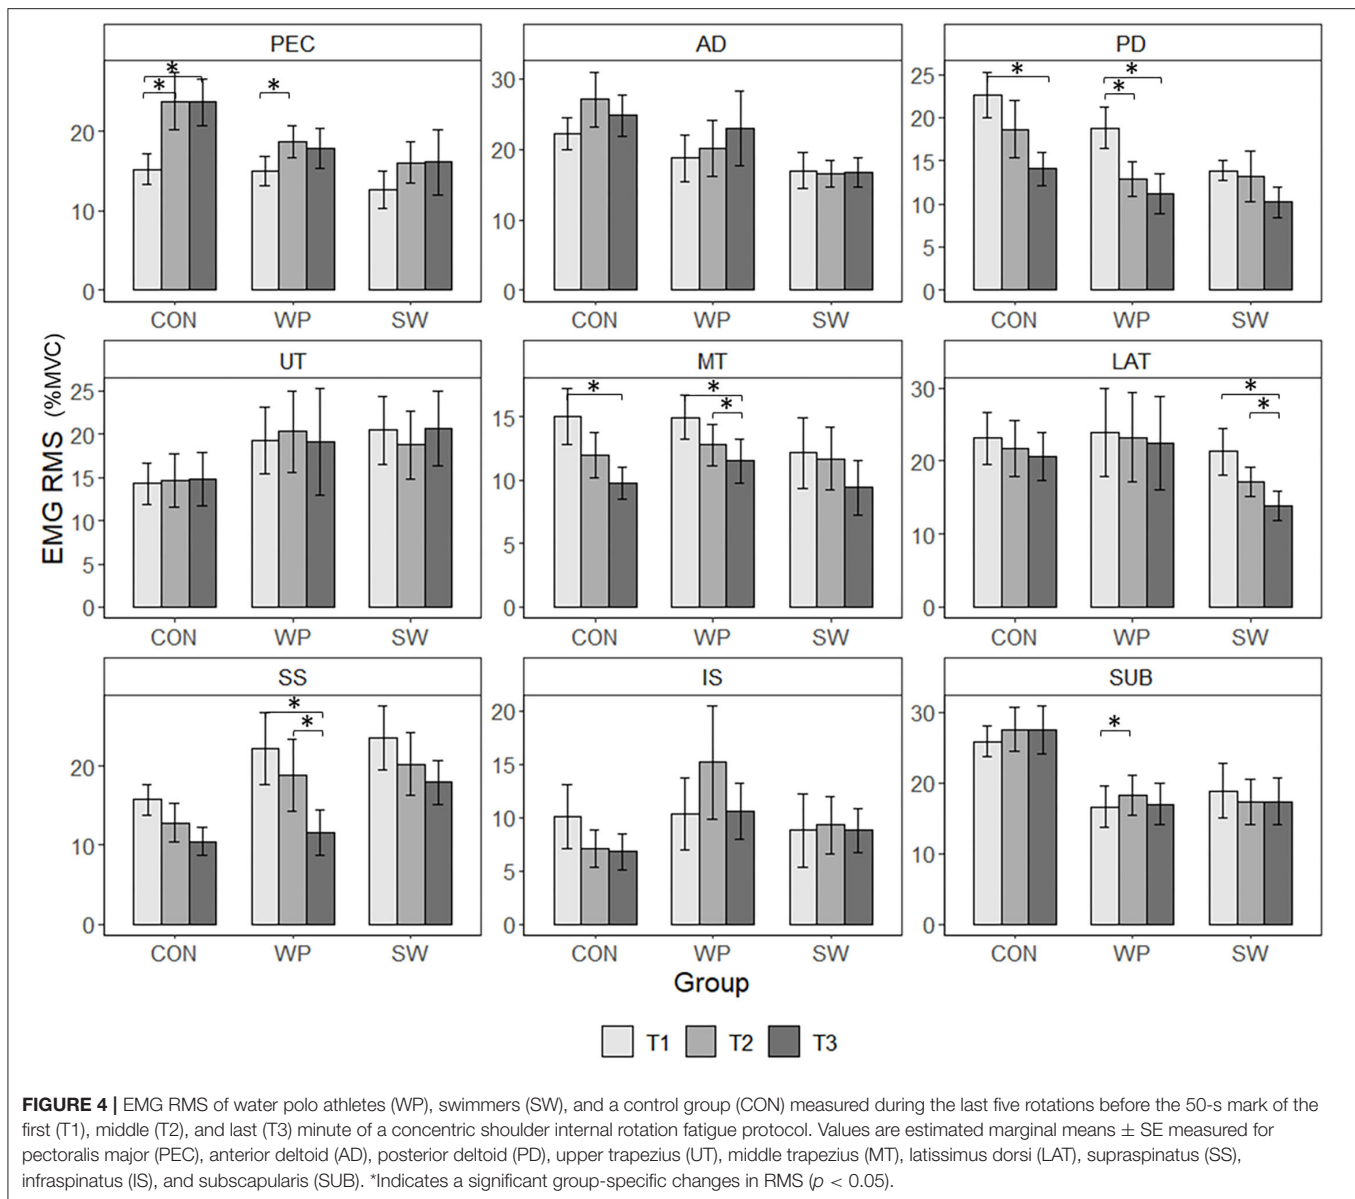 PEC AD PD
* * * * * *
* *
20
10
0
30
20
10
0
25
20
15
10
5
0
CON WP SW CON WP SW CON WP SW
UT MT LAT
* * * * * 
25
20
15
10
5
0
15
10
5
0
30
20
10
0
CON WP SW CON WP SW CON WP SW
SS IS SUB
* * *
20
10
0
20
15
10
5
0
30
20
10
0
CON WP SW CON WP SW CON WP SW
EMG RMS (%MVC)
Group
T1 T2 T3
FIGURE 4 | EMG RMS of water polo athletes (WP), swimmers (SW), and a control group (CON) measured during the last five rotations before the 50-s mark of the
first (T1), middle (T2), and last (T3) minute of a concentric shoulder internal rotation fatigue protocol. Values are estimated marginal means ± SE measured for
pectoralis major (PEC), anterior deltoid (AD), posterior deltoid (PD), upper trapezius (UT), middle trapezius (MT), latissimus dorsi (LAT), supraspinatus (SS),
infraspinatus (IS), and subscapularis (SUB). *Indicates a significant group-specific changes in RMS (p < 0.05).